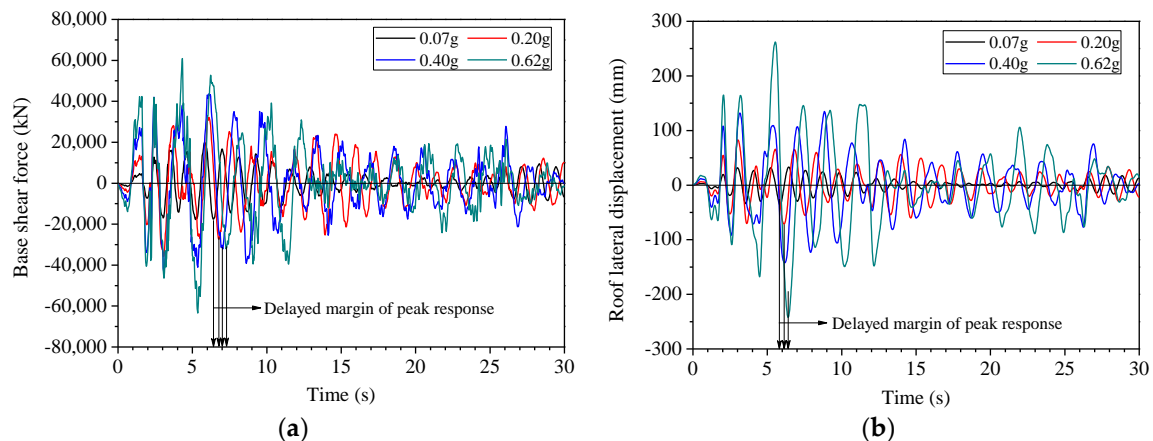 80,000
60,000
40,000
20,000
0
-20,000
-40,000
-60,000
-80,000
Base shear force (kN)
0.07g 0.20g
0.40g 0.62g
Delayed margin of peak response
0 5 10 15 20 25 30
Time (s)
(a)
300
200
100
0
-100
-200
-300
Roof lateral displacement (mm)
0.07g 0.20g
0.40g 0.62g
Delayed margin of peak response
0 5 10 15 20 25 30
Time (s)
(b)